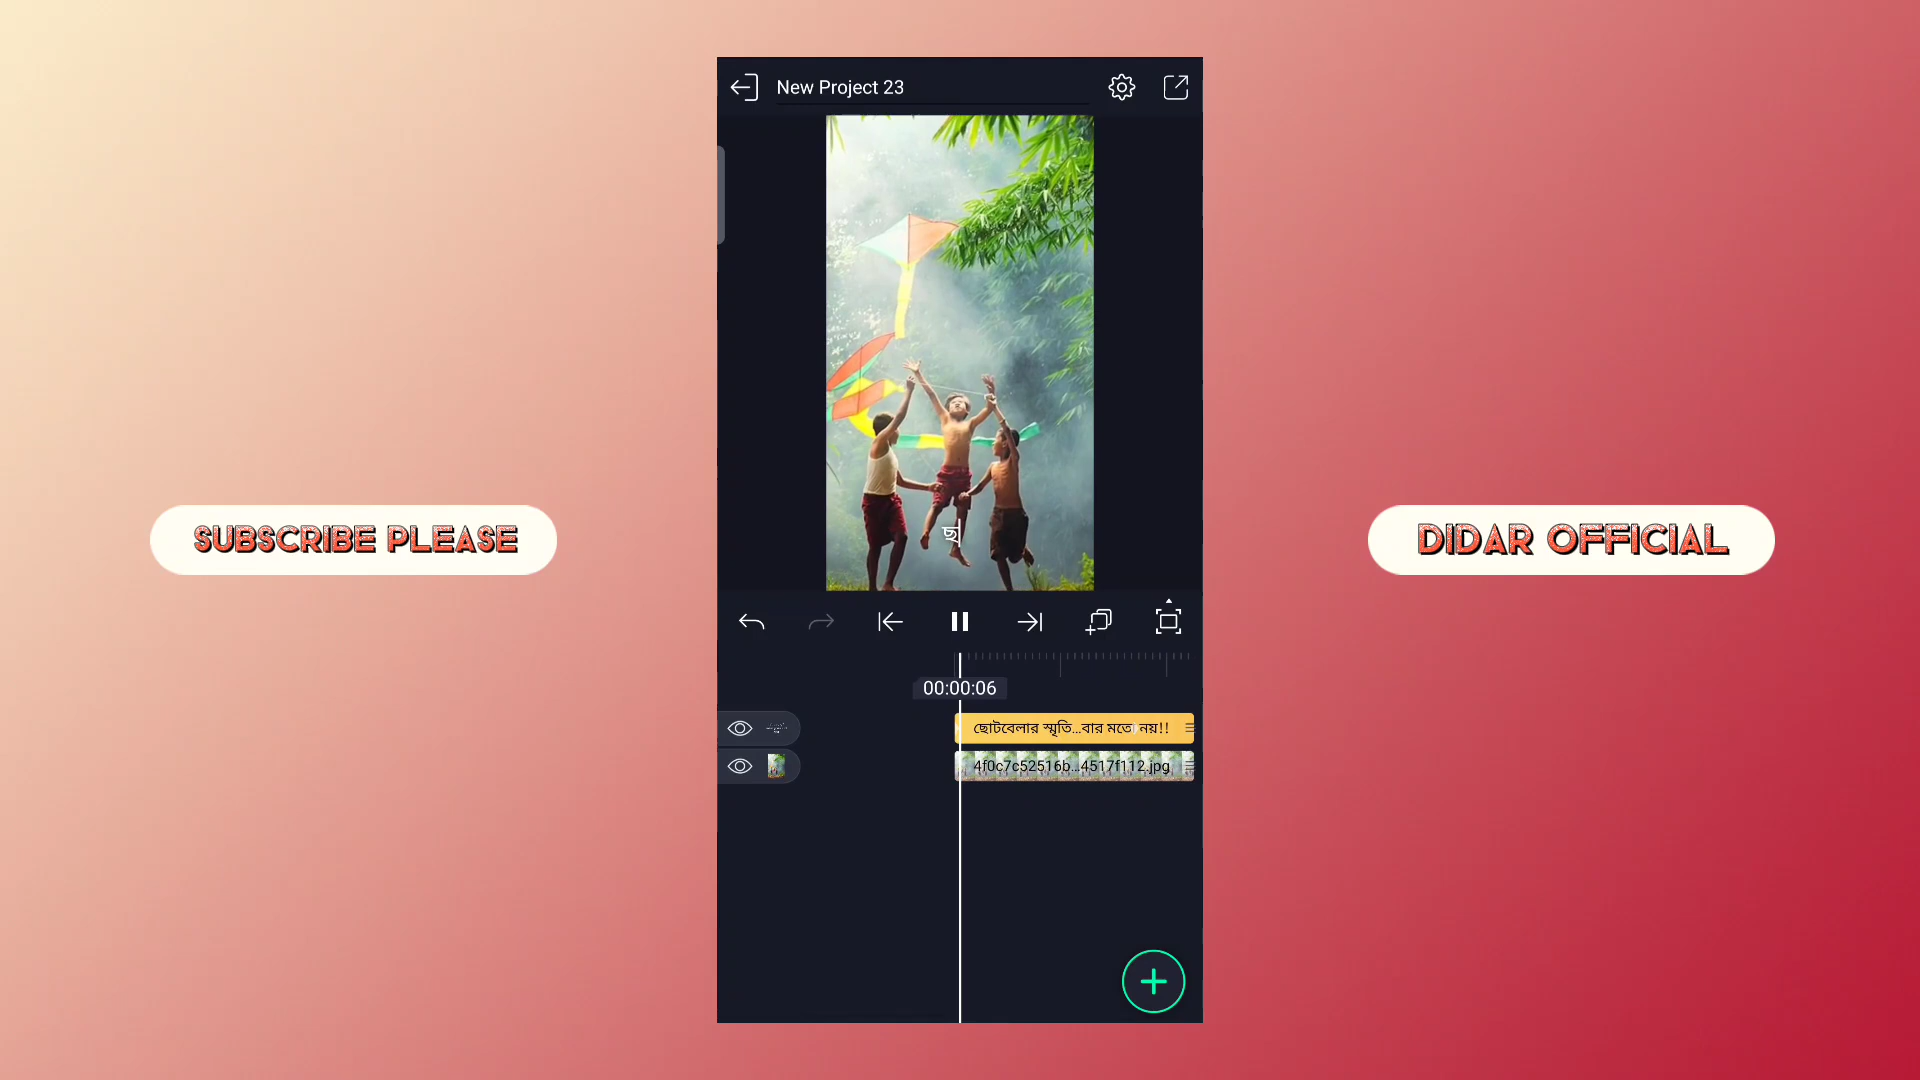 New Project 23
ছ
SUBSCRIBE PLEASE
DIDAR OFFICIAL
00:00:06
ছোটবেলার স্মৃতি...বার মতো নয়!!
4f0c7c52516b...4517f112.jpg